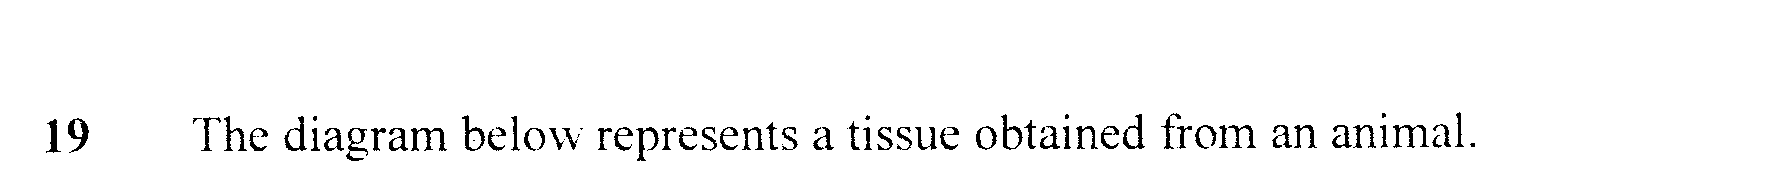 19 The diagram below represents a tissue obtained from an animal.